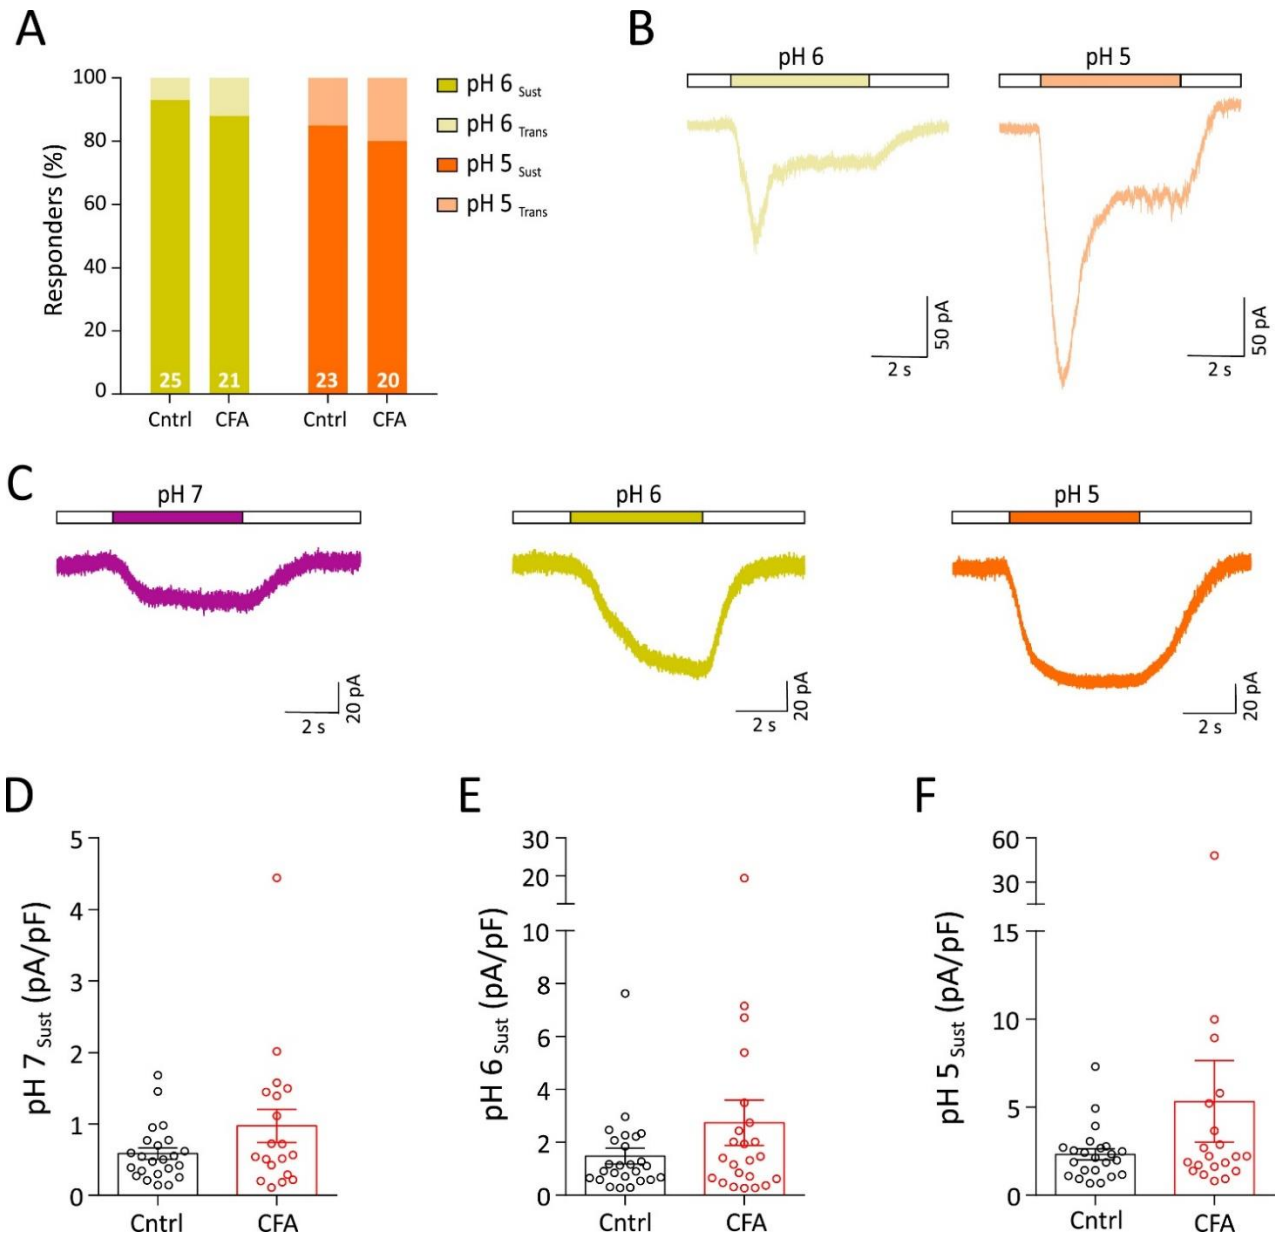 A
100
80
60
40
20
0
Responders (%)
25
21
23
20
Cntrl
CFA
Cntrl
CFA
pH 6 Sust
pH 6 Trans
pH 5 Sust
pH 5 Trans
B
pH 6
50 pA
2 s
pH 5
50 pA
2 s
C
pH 7
20 pA
2 s
pH 6
20 pA
2 s
pH 5
20 pA
2 s
D
pH 7 Sust (pA/pF)
5
4
3
2
1
0
Cntrl
CFA
E
pH 6 Sust (pA/pF)
30
20
10
8
6
4
2
0
Cntrl
CFA
F
pH 5 Sust (pA/pF)
60
30
15
10
5
0
Cntrl
CFA